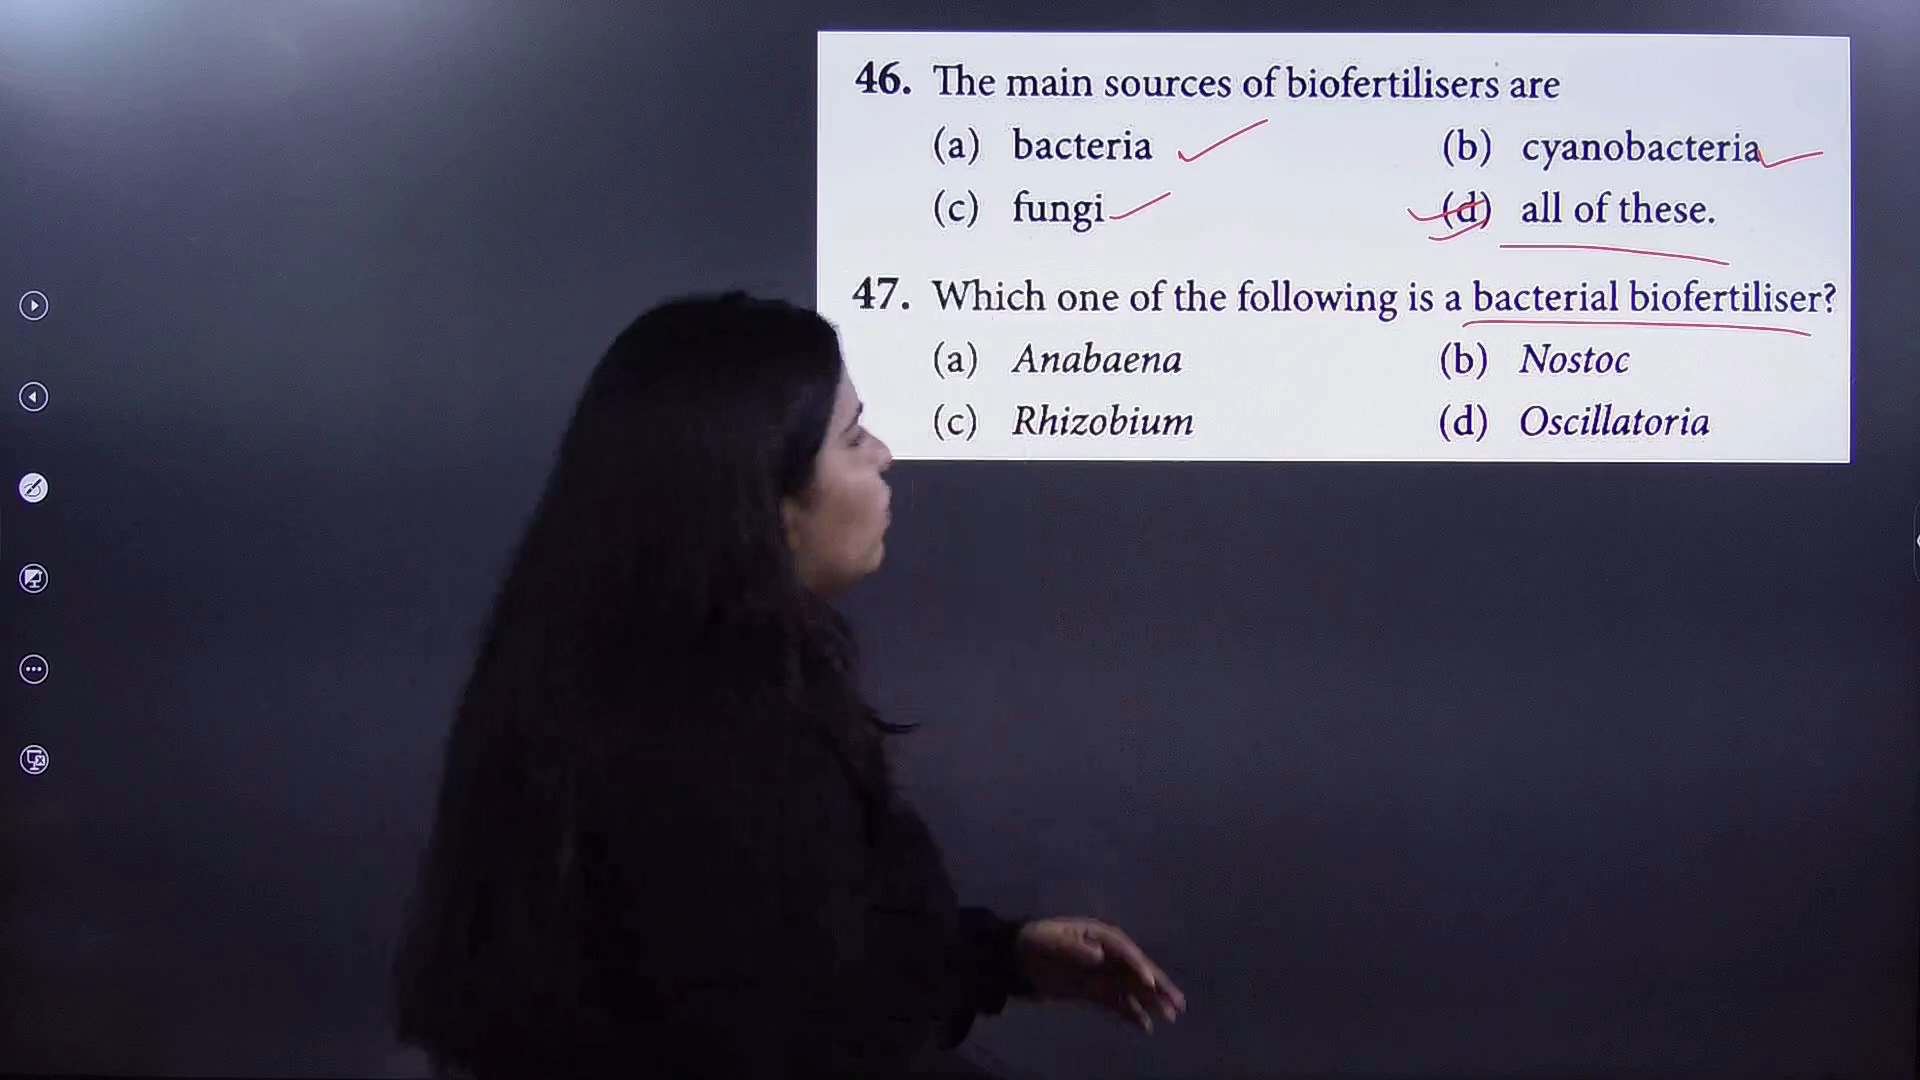 46. The main sources of biofertilisers are
(a) bacteria (b) cyanobacteria
(c) fungi (d) all of these.
47. Which one of the following is a bacterial biofertiliser?
(a) Anabaena (b) Nostoc
(c) Rhizobium (d) Oscillatoria